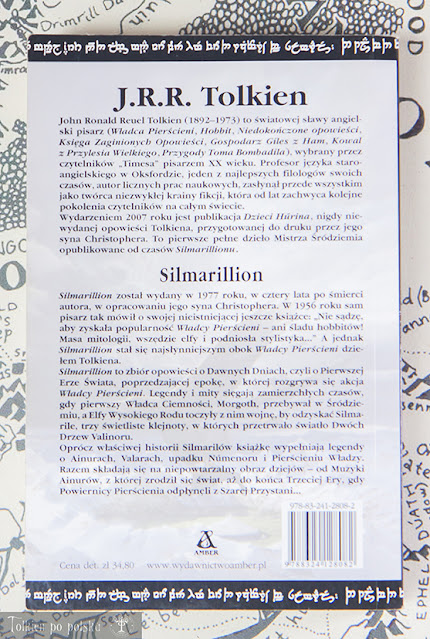 J.R.R. Tolkien
John Ronald Reuel Tolkien (1892–1973) to światowej sławy angiel-
ski pisarz (Władca Pierścieni, Hobbit, Niedokończone opowieści,
Księga Zaginionych Opowieści, Gospodarz Giles z Ham, Kowal
z Przylesia Wielkiego, Przygody Toma Bombadila), wybrany przez
czytelników „Timesa” pisarzem XX wieku. Profesor języka staro-
angielskiego w Oksfordzie, jeden z najlepszych filologów swoich
czasów, autor licznych prac naukowych, zasłynął przede wszystkim
jako twórca niezwykłej krainy fikcji, która od lat zachwyca kolejne
pokolenia czytelników na całym świecie.
Wydarzeniem 2007 roku jest publikacja Dzieci Húrina, nigdy nie-
wydanej opowieści Tolkiena, przygotowanej do druku przez jego
syna Christophera. To pierwsze pełne dzieło Mistrza Śródziemia
opublikowane od czasów Silmarillionu.
Silmarillion
Silmarillion został wydany w 1977 roku, w cztery lata po śmierci
autora, w opracowaniu jego syna Christophera. W 1956 roku sam
pisarz tak mówił o swojej nieistniejącej jeszcze książce: „Nie sądzę,
aby zyskała popularność Władcy Pierścieni – ani śladu hobbitów!
Masa mitologii, wszędzie elfy i podniosła stylistyka...” A jednak
Silmarillion stał się najsłynniejszym obok Władcy Pierścieni dzie-
łem Tolkiena.
Silmarillion to zbiór opowieści o Dawnych Dniach, czyli o Pierwszej
Erze Świata, poprzedzającej epokę, w której rozgrywa się akcja
Władcy Pierścieni. Legendy i mity sięgają zamierzchłych czasów,
gdy pierwszy Władca Ciemności, Morgoth, przebywał w Śródzie-
miu, a Elfy Wysokiego Rodu toczyły z nim wojnę, by odzyskać Silma-
rile, trzy świetliste klejnoty, w których przetrwało światło Dwóch
Drzew Valinoru.
Oprócz właściwej historii Silmarilów książkę wypełniają legendy
o Ainurach, Valarach, upadku Númenoru i Pierścieniu Władzy.
Razem składają się na niepowtarzalny obraz dziejów – od Muzyki
Ainurów, z której zrodził się świat, aż do końca Trzeciej Ery, gdy
Powiernicy Pierścienia odpłynęli z Szarej Przystani...
978-83-241-2808-2
AMBER
Cena det. zł 34,80
www.wydawnictwoamber.pl
9788324128082
Tolkien po polsku